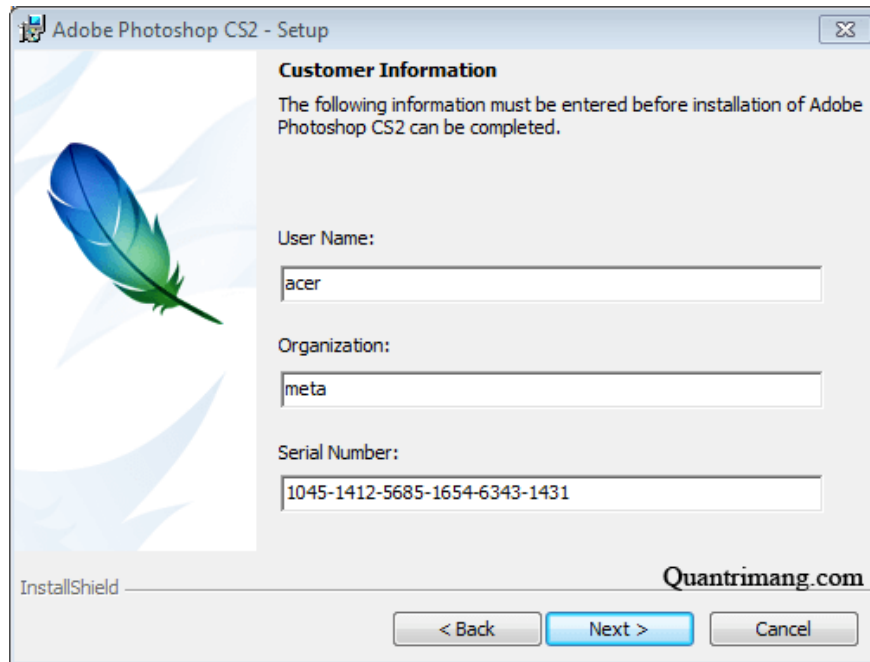 Adobe Photoshop CS2 - Setup
Customer Information
The following information must be entered before installation of Adobe
Photoshop CS2 can be completed.
User Name:
acer
Organization:
meta
Serial Number:
1045-1412-5685-1654-6343-1431
Quantrimang.com
InstallShield
< Back
Next >
Cancel